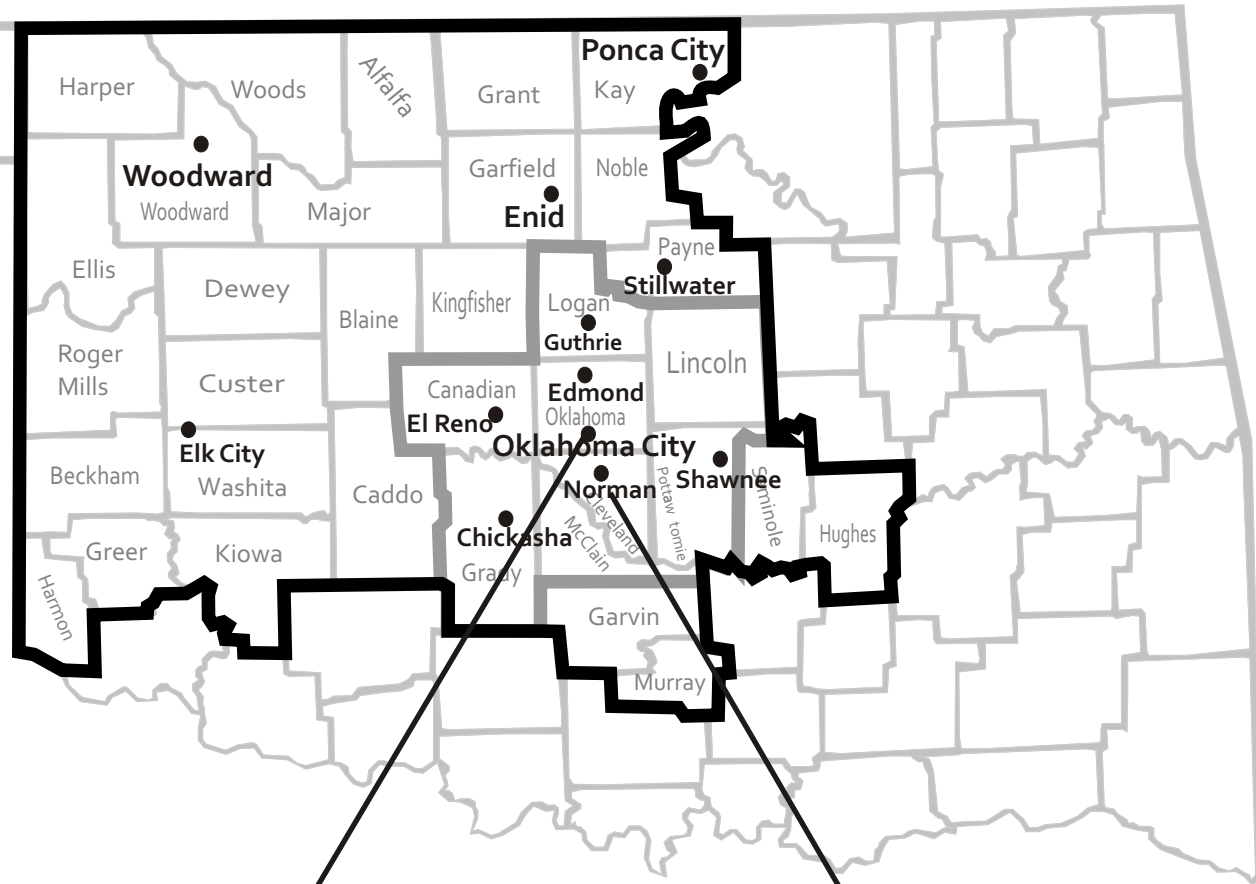 Ponca City
Harper
Woods
Alfalfa
Grant
Kay
Woodward
Woodward
Major
Garfield
Enid
Noble
Ellis
Dewey
Blaine
Kingfisher
Logan
Guthrie
Payne
Stillwater
Roger
Mills
Custer
Canadian
El Reno
Edmond
Oklahoma
Oklahoma City
Lincoln
Elk City
Beckham
Washita
Caddo
Norman
Cleveland
McClain
Pottaw tomie
Shawnee
Seminole
Hughes
Chickasha
Grady
Greer
Kiowa
Harmon
Garvin
Murray